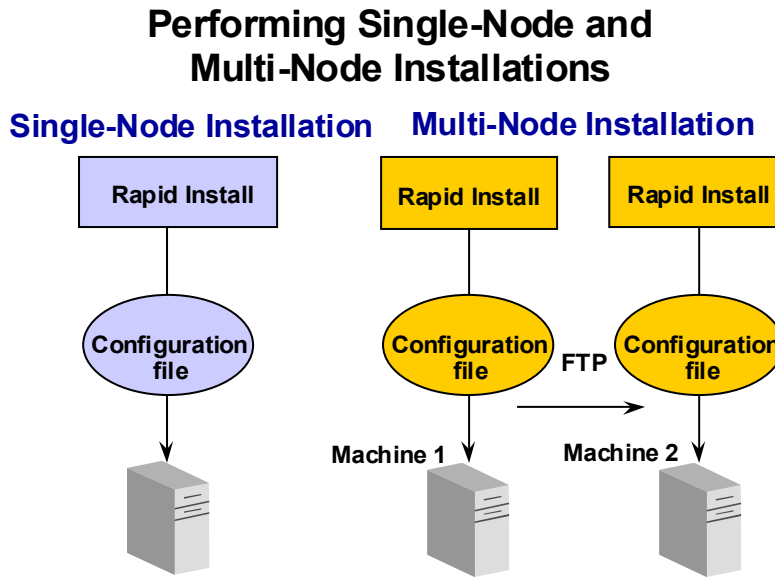 Performing Single-Node and
Multi-Node Installations
Single-Node Installation
Multi-Node Installation
Rapid Install
Rapid Install
Rapid Install
Configuration
file
Configuration
file
FTP
Configuration
file
Machine 1
Machine 2